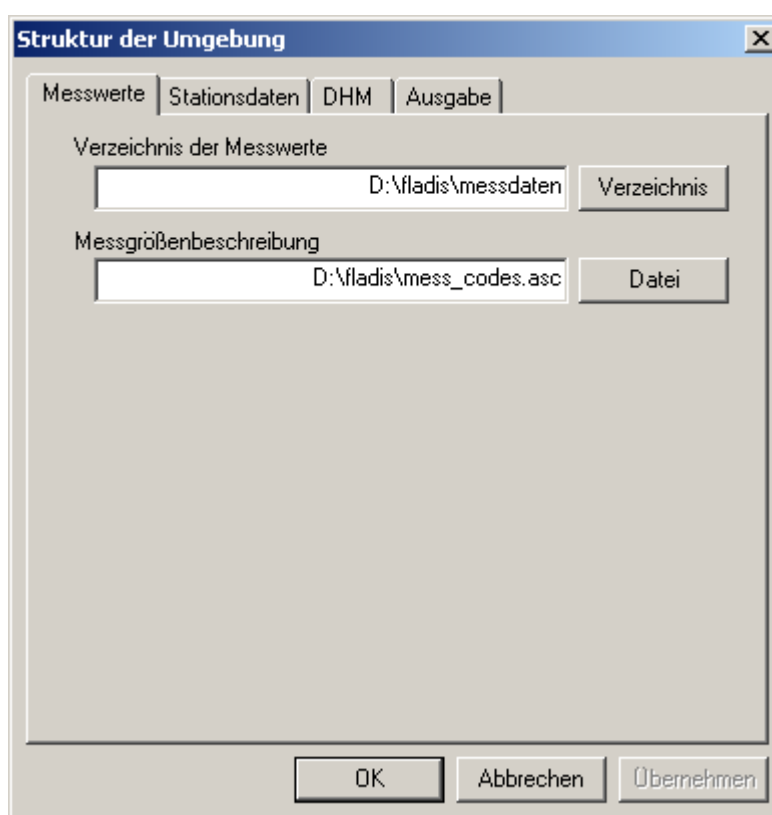 Struktur der Umgebung
Messwerte Stationsdaten DHM Ausgabe
Verzeichnis der Messwerte
D:\fladis\messdaten Verzeichnis
Messgrößenbeschreibung
D:\fladis\mess_codes.asc Datei
OK Abbrechen Übernehmen